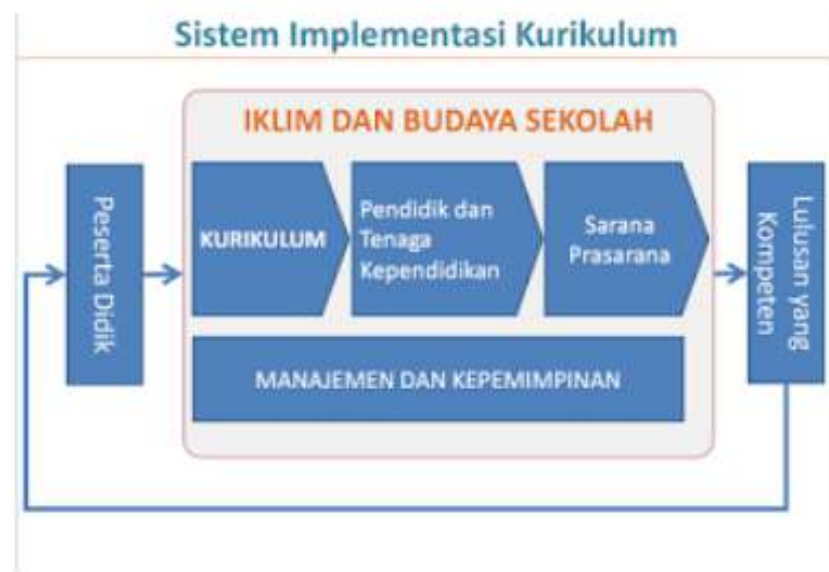 Sistem Implementasi Kurikulum
IKLIM DAN BUDAYA SEKOLAH
Peserta Didik
KURIKULUM
Pendidik dan
Tenaga
Kependidikan
Sarana
Prasarana
Lulusan yang
Kompeten
MANAJEMEN DAN KEPEMIMPINAN